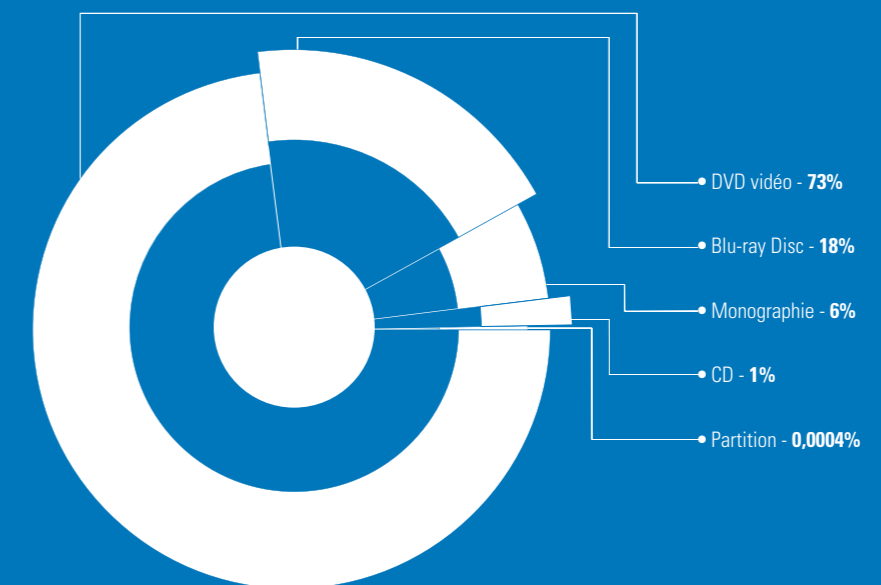 DVD vidéo - 73%
Blu-ray Disc - 18%
Monographie - 6%
CD - 1%
Partition - 0,0004%